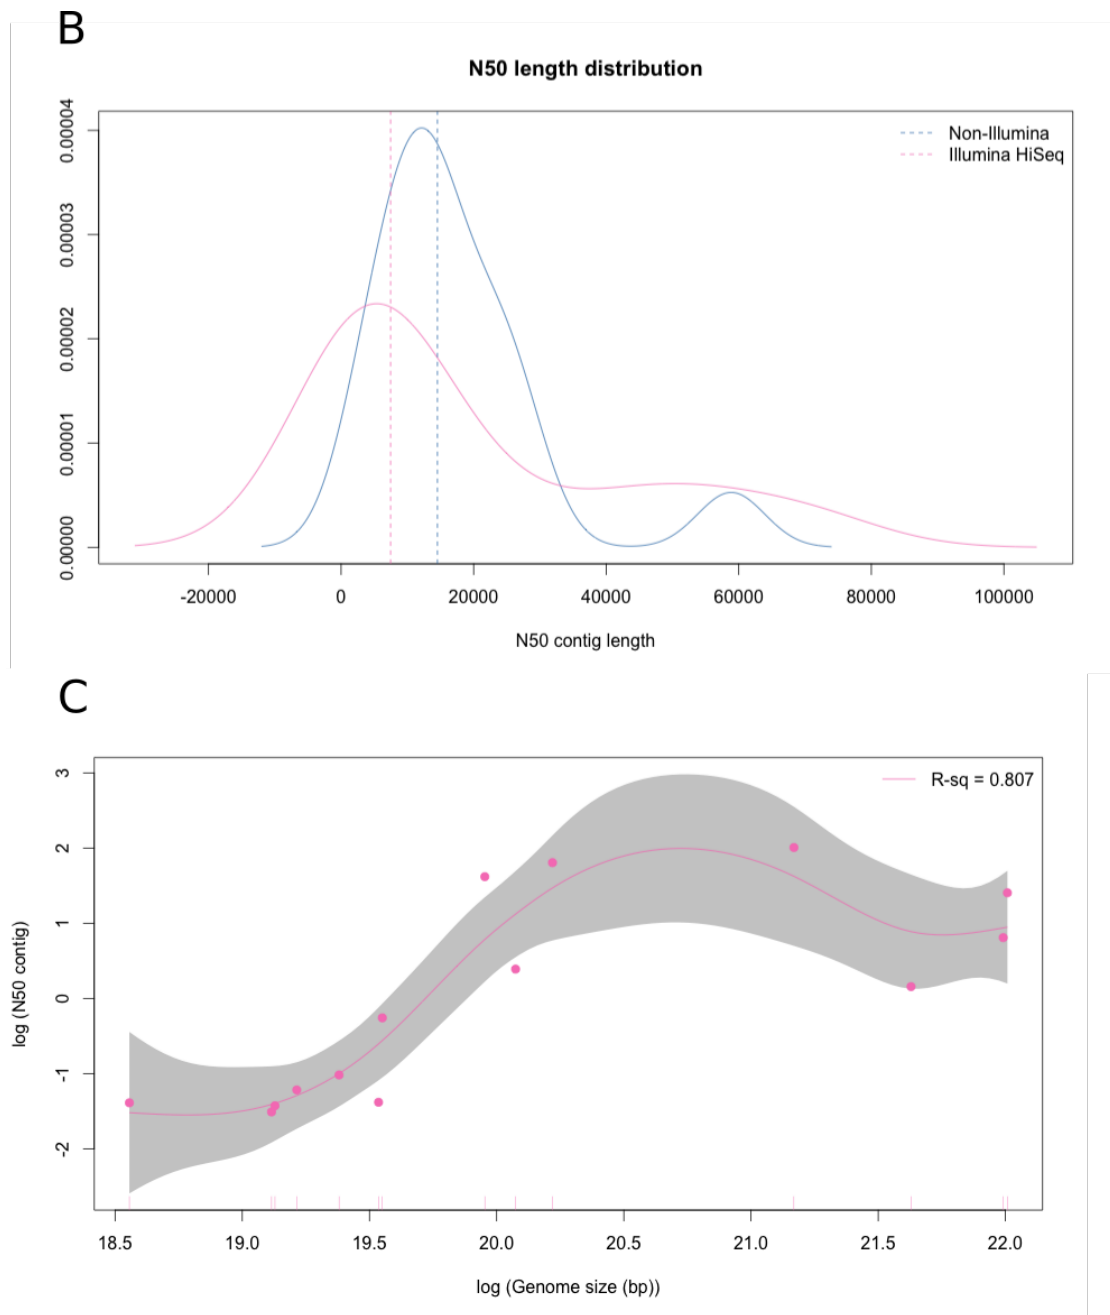 B
N50 length distribution
Non-Illumina
Illumina HiSeq
0.00004
0.00003
0.00002
0.00001
0.00000
-20000 0 20000 40000 60000 80000 100000
N50 contig length
C
R-sq = 0.807
3
2
1
0
-1
-2
log (N50 contig)
18.5 19.0 19.5 20.0 20.5 21.0 21.5 22.0
log (Genome size (bp))